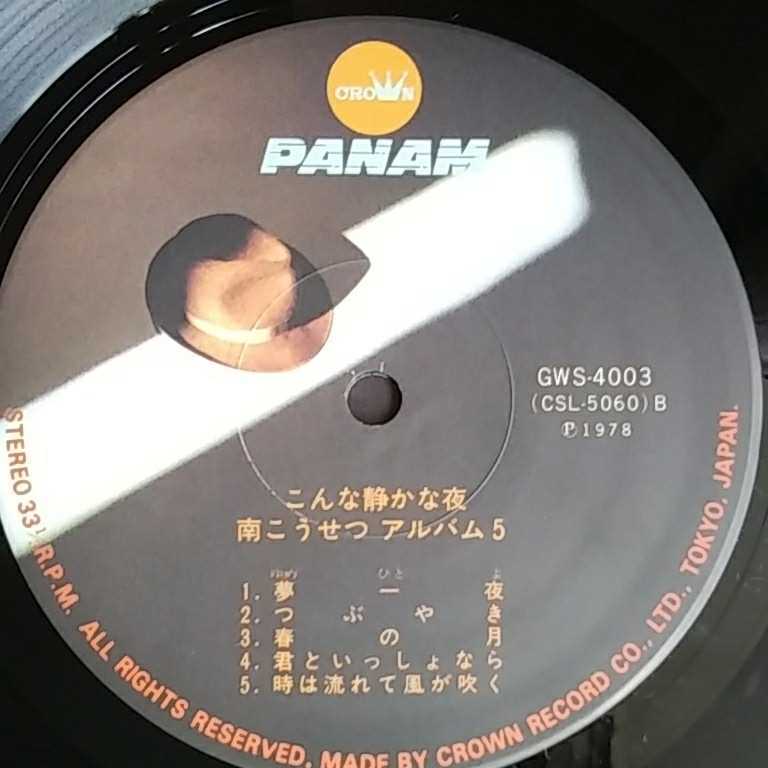 CROWN
PANAM
GWS-4003
(CSL-5060) B
Ⓟ1978
こんな静かな夜
南こうせつ アルバム5
ゆめ ひと よ
1. 夢一夜
2. つぶやき
3. 春の月
4. 君といっしょなら
5. 時は流れて風が吹く
STEREO 33⅓ R.P.M. ALL RIGHTS RESERVED. MADE BY CROWN RECORD CO., LTD., TOKYO, JAPAN.